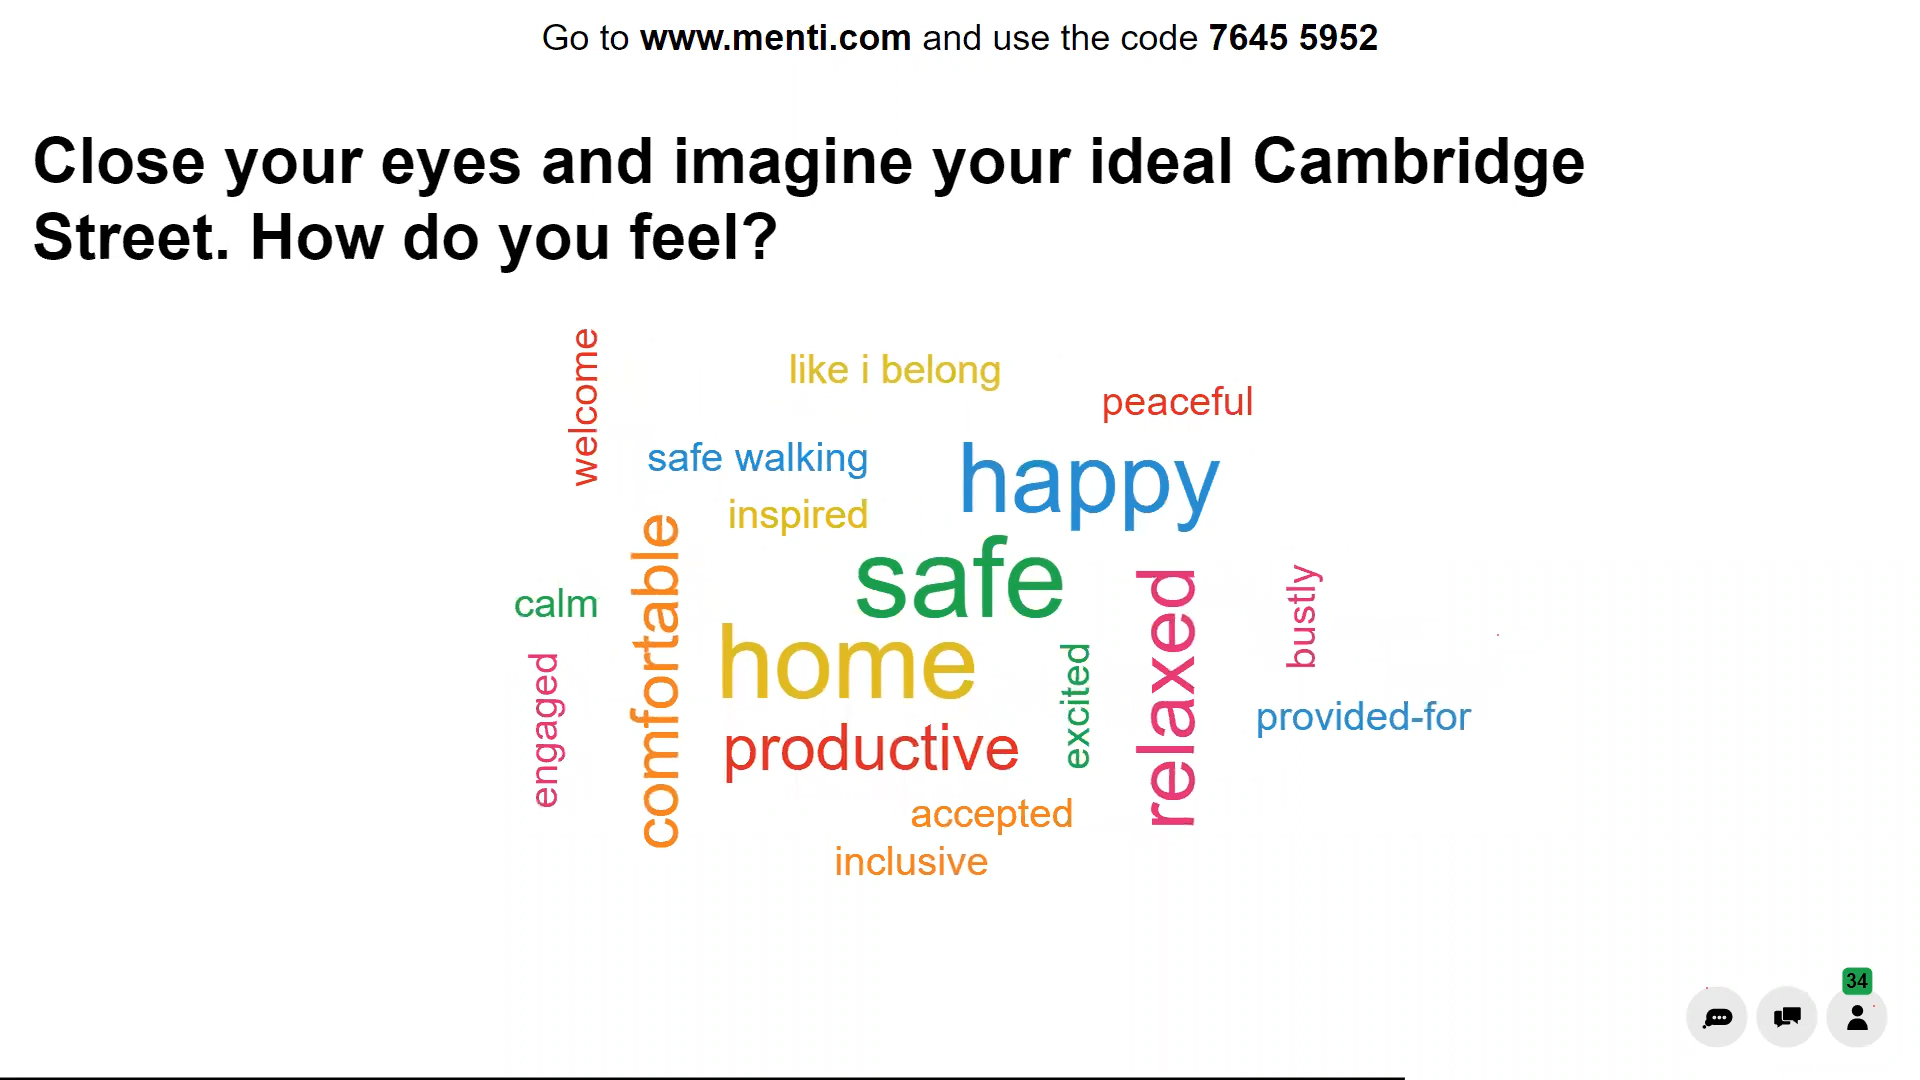 Go to www.menti.com and use the code 7645 5952
Close your eyes and imagine your ideal Cambridge
Street. How do you feel?
welcome
like i belong
peaceful
safe walking
happy
inspired
comfortable
safe
calm
relaxed
bustly
home
engaged
excited
provided-for
productive
accepted
inclusive
34